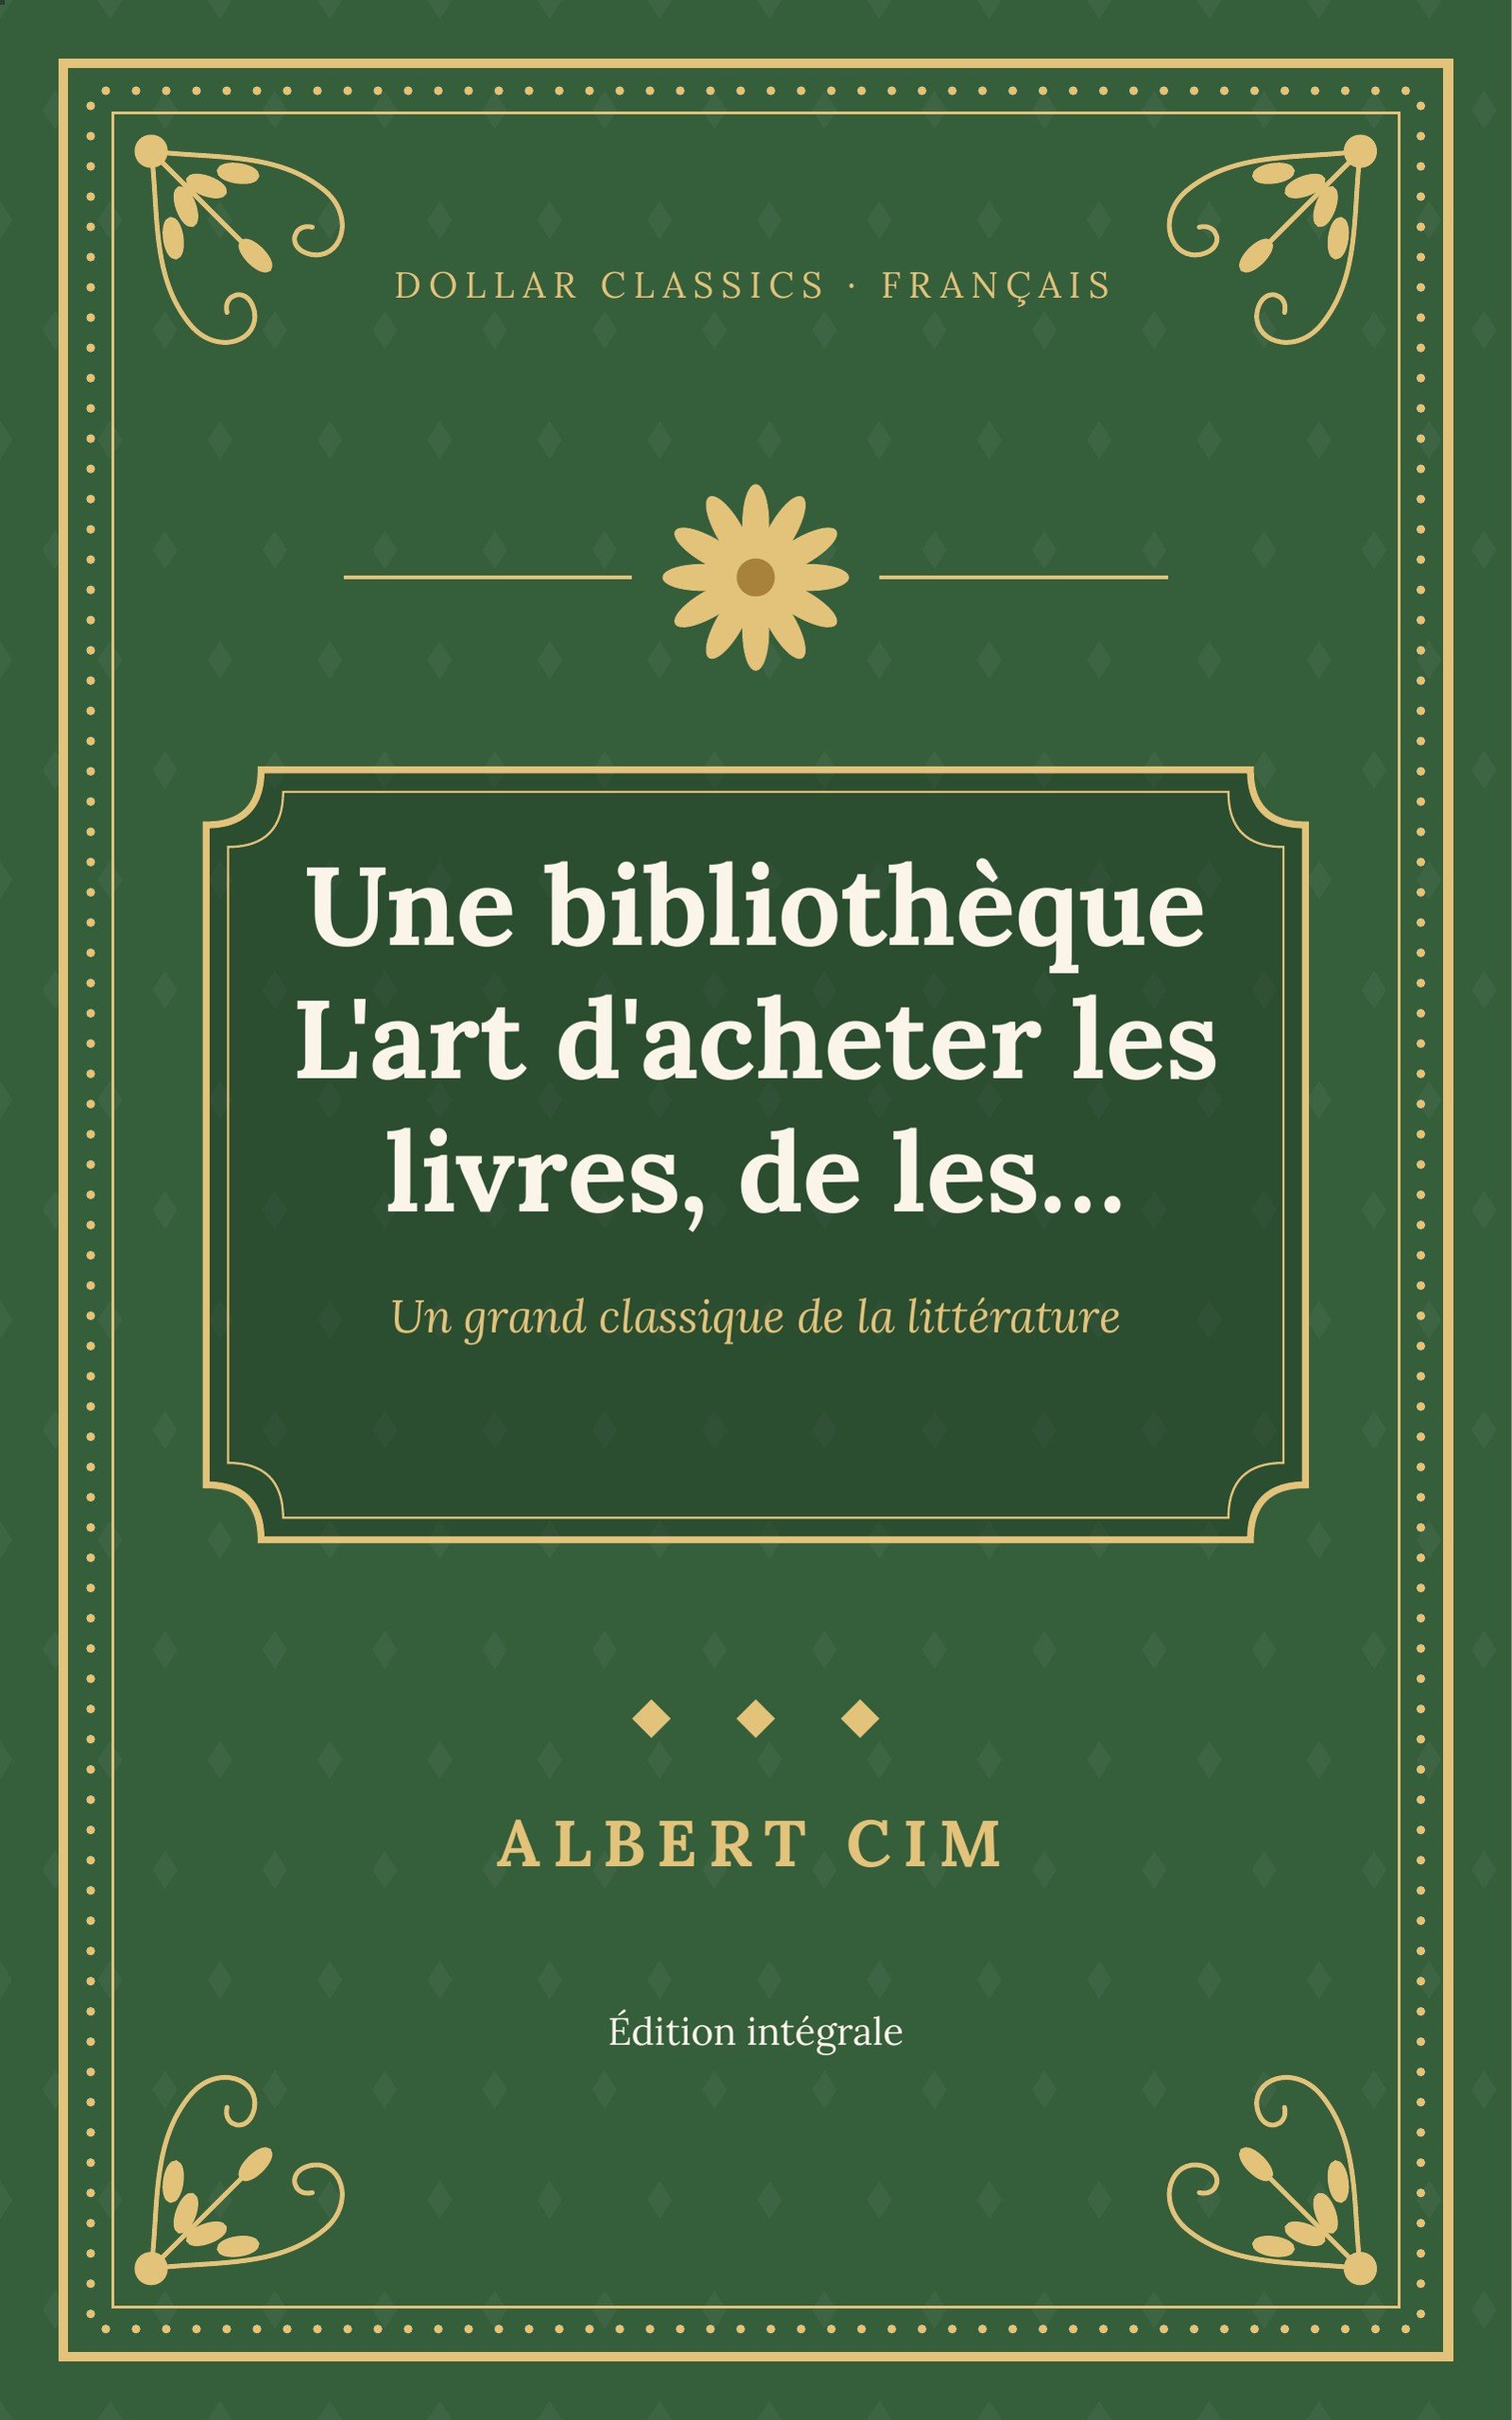 DOLLAR CLASSICS · FRANÇAIS
Une bibliothèque
L'art d'acheter les
livres, de les...
Un grand classique de la littérature
ALBERT CIM
Édition intégrale